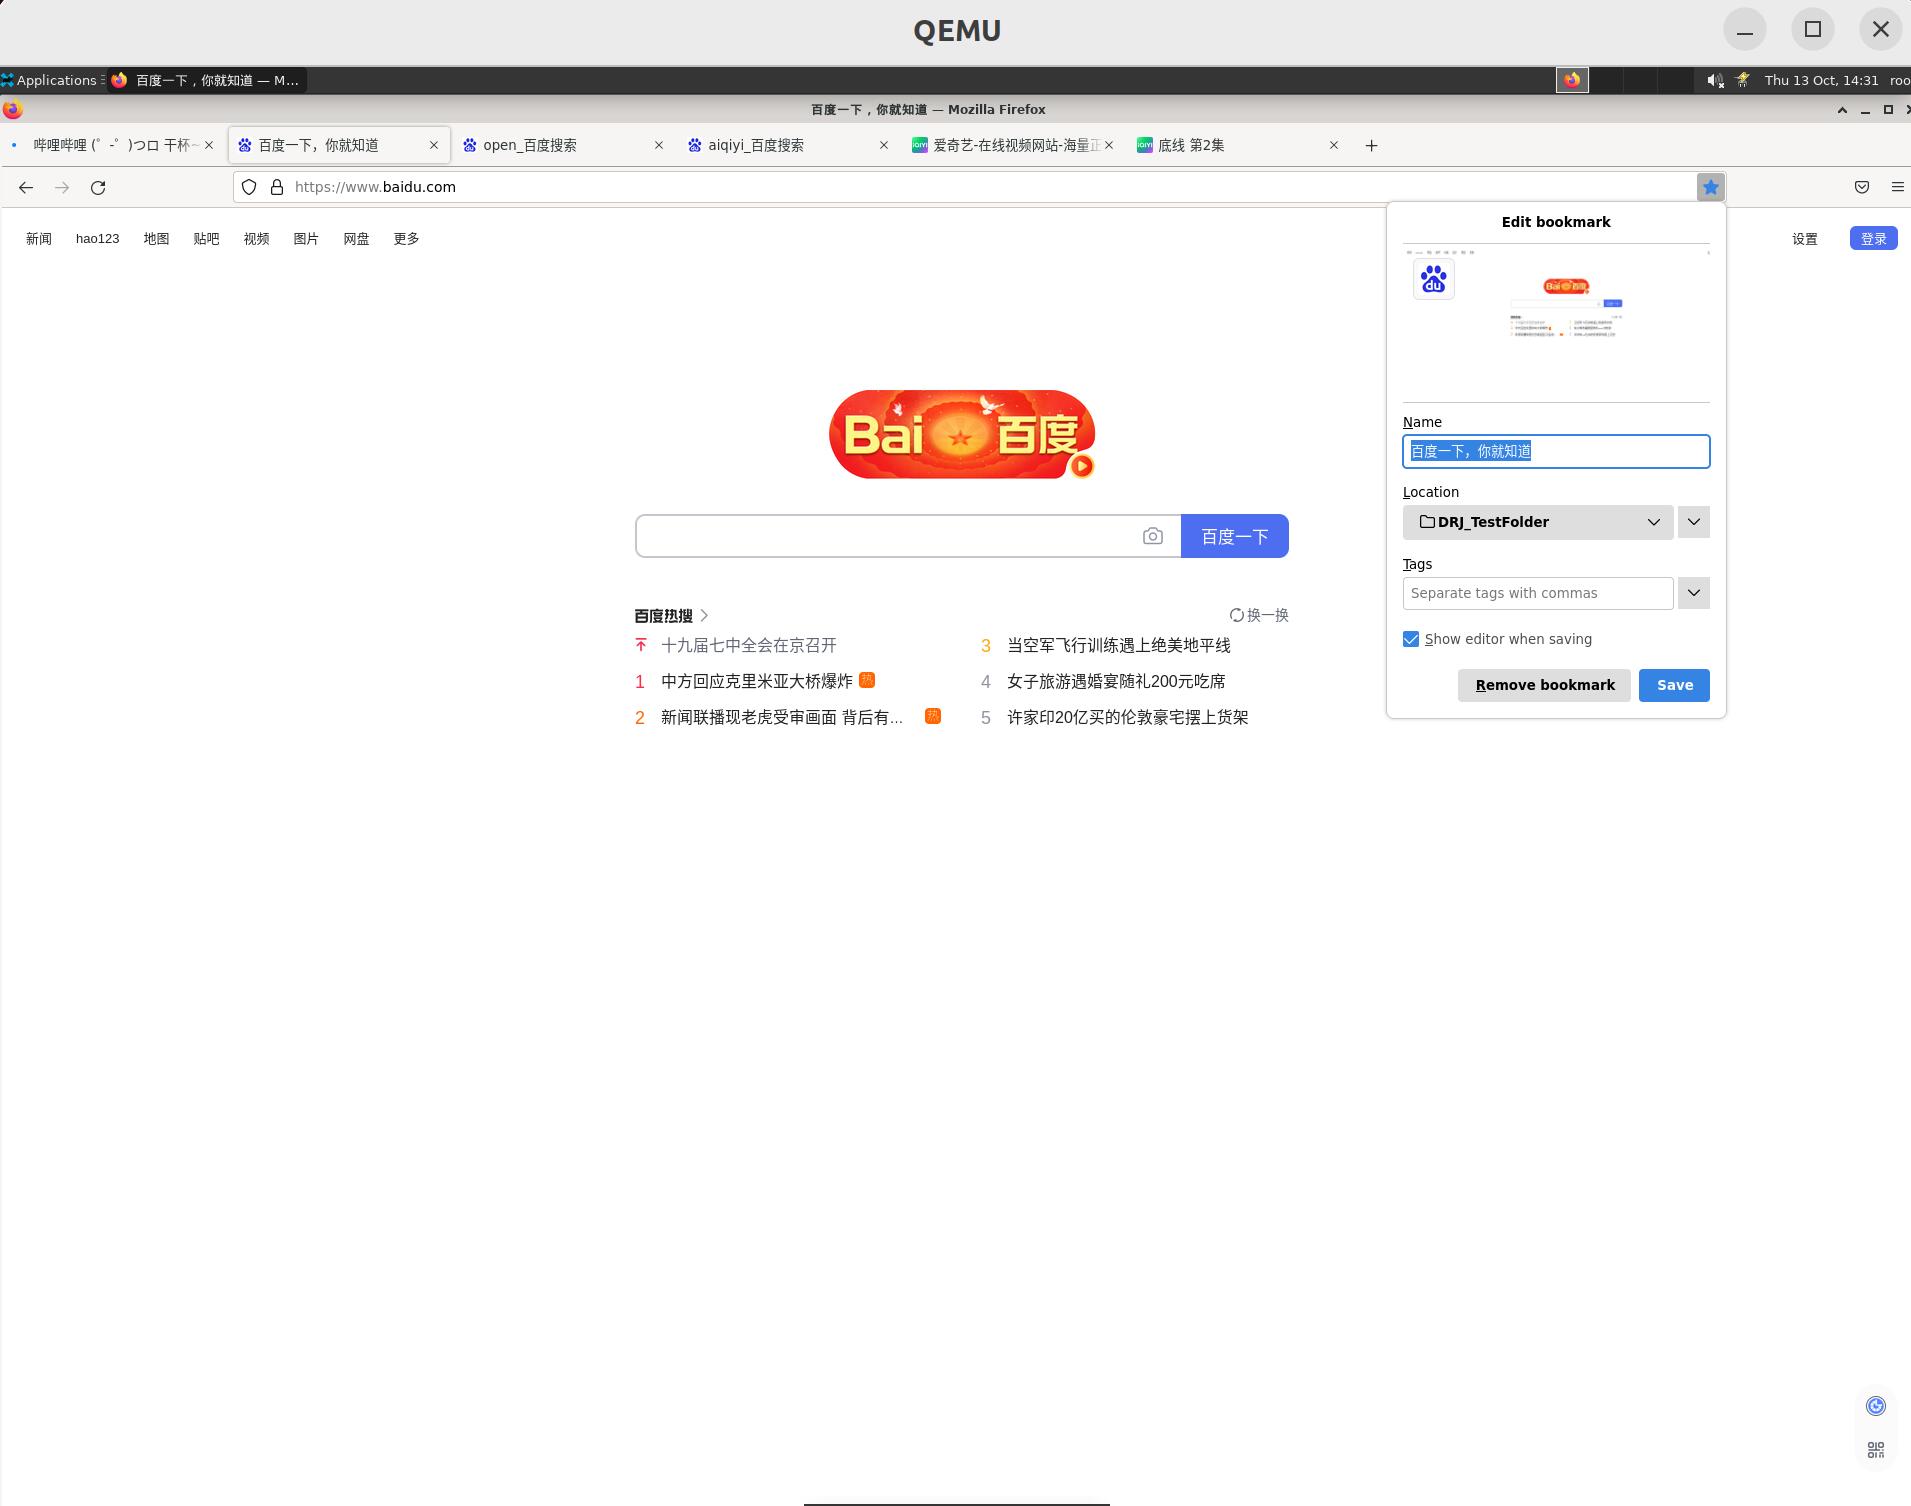 QEMU
Applications
百度一下，你就知道 — M...
Thu 13 Oct, 14:31
roo
百度一下，你就知道 — Mozilla Firefox
哔哩哔哩 (゜-゜)つロ 干杯~
百度一下，你就知道
open_百度搜索
aiqiyi_百度搜索
爱奇艺-在线视频网站-海量正
底线 第2集
https://www.baidu.com
新闻
hao123
地图
贴吧
视频
图片
网盘
更多
设置
登录
Edit bookmark
du
Bai 百度
Name
百度一下，你就知道
Location
DRJ_TestFolder
Tags
Separate tags with commas
Show editor when saving
Remove bookmark
Save
Bai 百度
百度一下
百度热搜
换一换
十九届七中全会在京召开
1 中方回应克里米亚大桥爆炸 热
2 新闻联播现老虎受审画面 背后有... 热
3 当空军飞行训练遇上绝美地平线
4 女子旅游遇婚宴随礼200元吃席
5 许家印20亿买的伦敦豪宅摆上货架